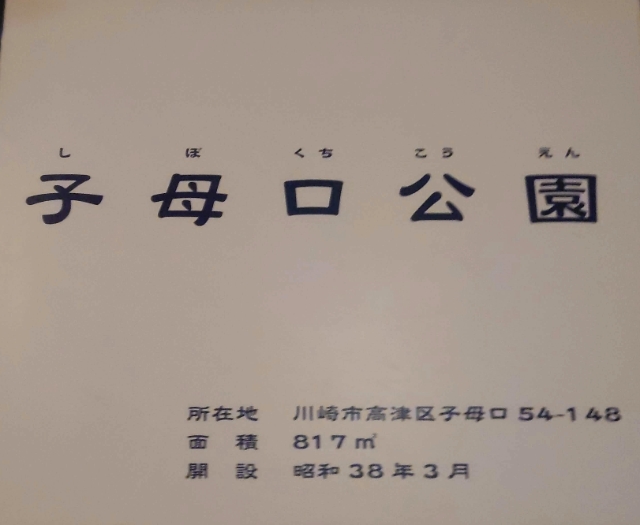 しぼくちこうえん
子母口公園
所在地 川崎市高津区子母口54-148
面積 817㎡
開設 昭和38年3月